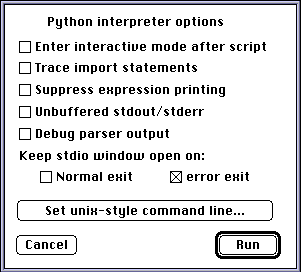 Python interpreter options
Enter interactive mode after script
Trace import statements
Suppress expression printing
Unbuffered stdout/stderr
Debug parser output
Keep stdio window open on:
Normal exit error exit
Set unix-style command line...
Cancel Run